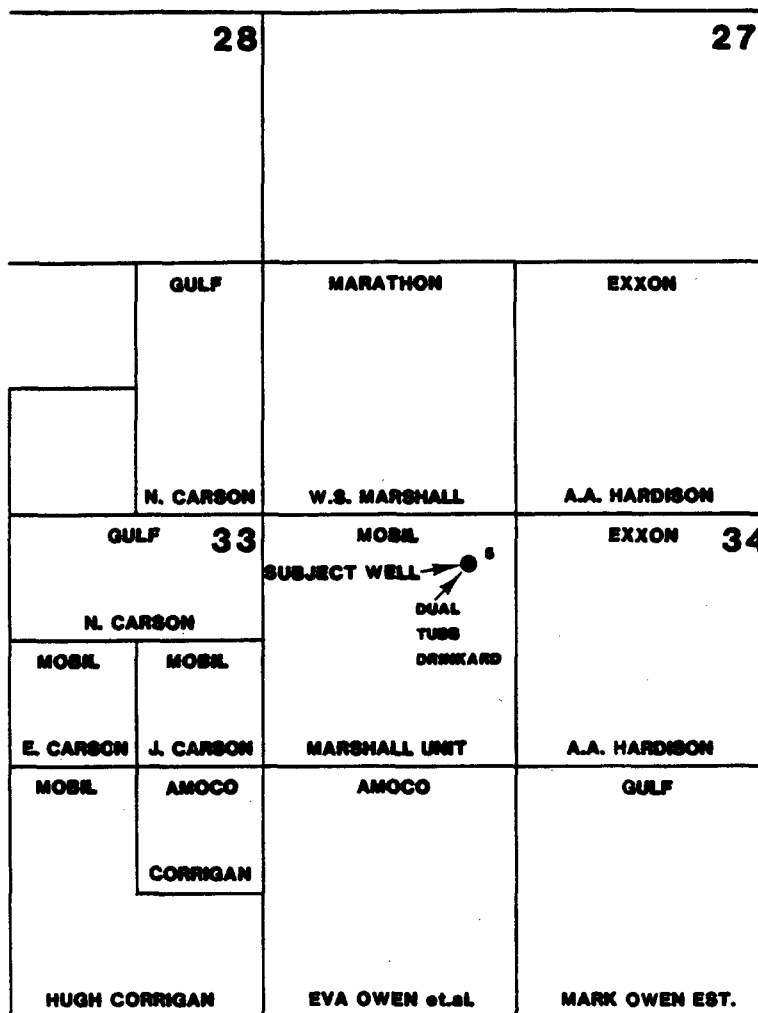 28
27
GULF
MARATHON
EXXON
N. CARSON
W.S. MARSHALL
A.A. HARDISON
GULF
33
MOBIL
EXXON
34
5
SUBJECT WELL
DUAL
TUBB
DRINKARD
N. CARSON
MOBIL
MOBIL
E. CARSON
J. CARSON
MARSHALL UNIT
A.A. HARDISON
MOBIL
AMOCO
AMOCO
GULF
CORRIGAN
HUGH CORRIGAN
EVA OWEN et.al.
MARK OWEN EST.